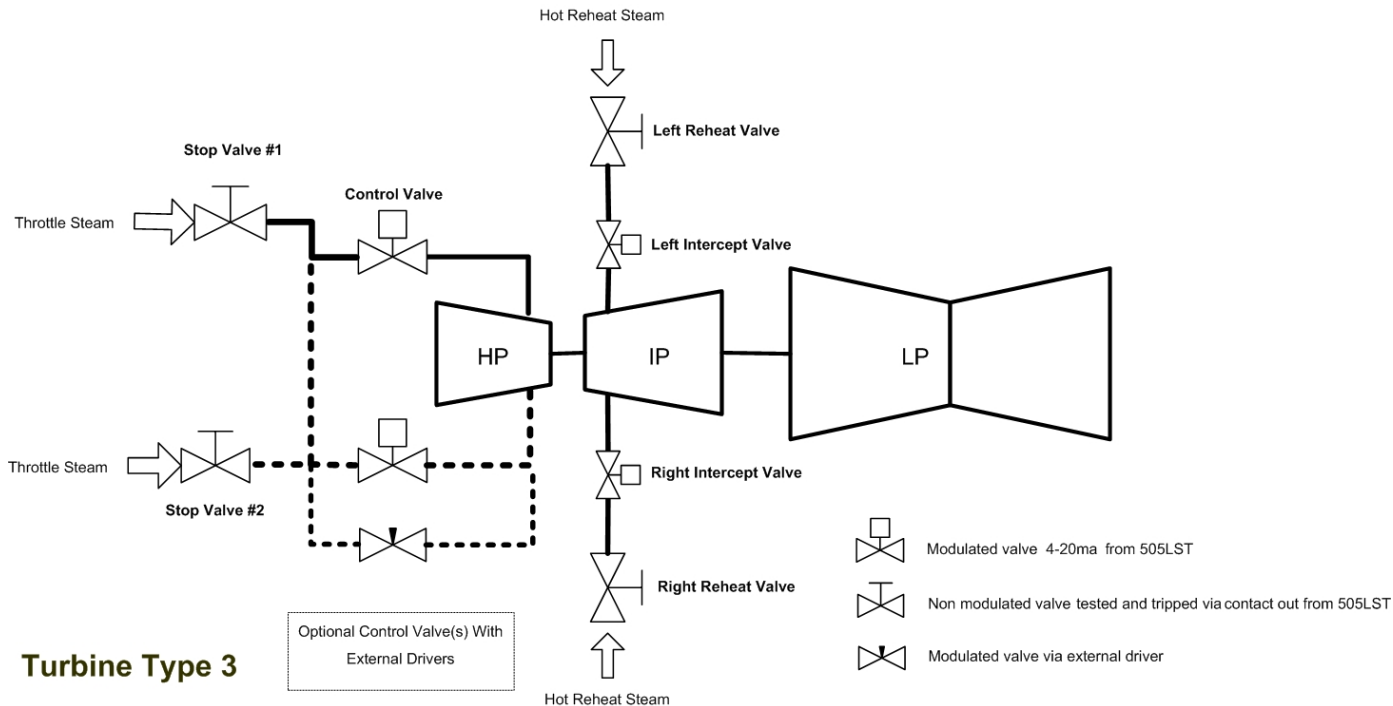 Hot Reheat Steam
Left Reheat Valve
Stop Valve #1
Control Valve
Throttle Steam
Left Intercept Valve
HP
IP
LP
Throttle Steam
Stop Valve #2
Right Intercept Valve
Right Reheat Valve
Hot Reheat Steam
Modulated valve 4-20ma from 505LST
Non modulated valve tested and tripped via contact out from 505LST
Modulated valve via external driver
Optional Control Valve(s) With
External Drivers
Turbine Type 3